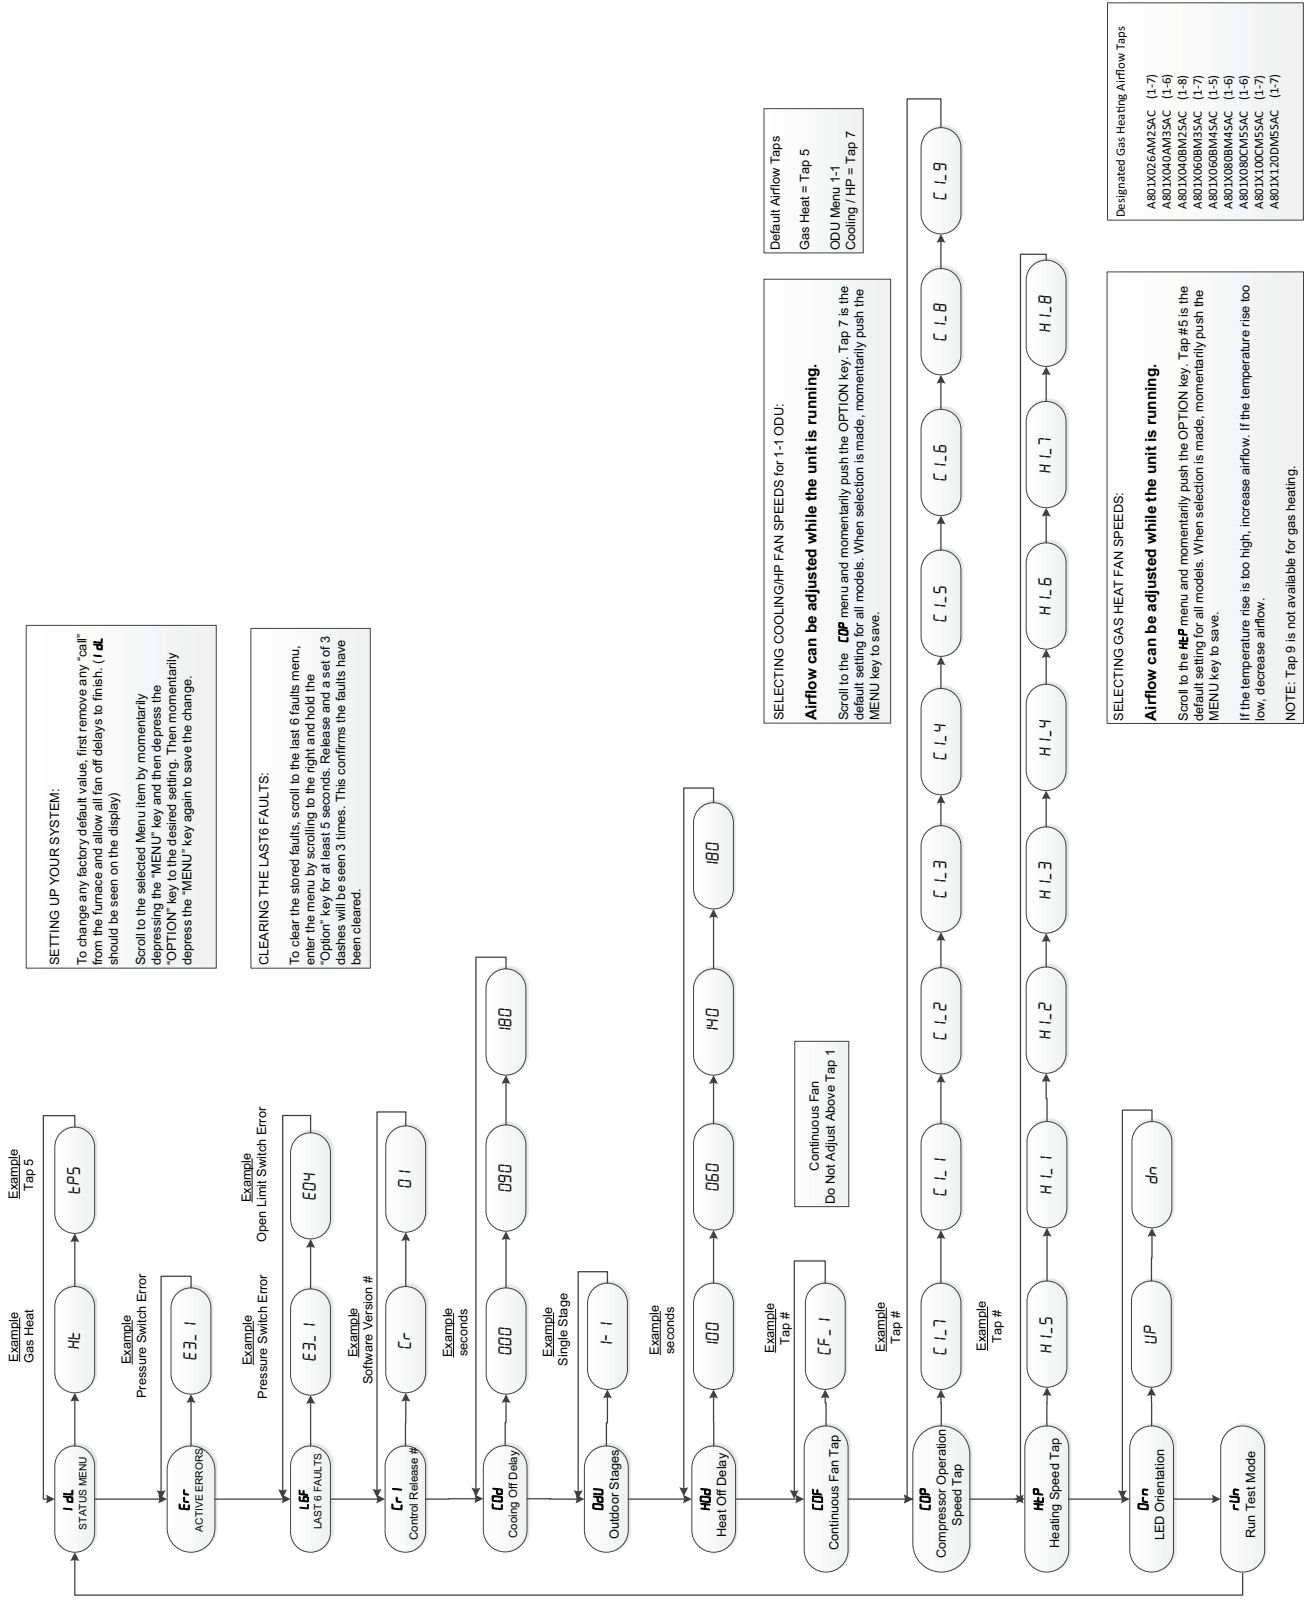 Example
Gas Heat
Example
Tap 5
IdL
STATUS MENU
Ht
tP5
SETTING UP YOUR SYSTEM:
To change any factory default value, first remove any “call”
from the furnace and allow all fan off delays to finish. (IdL
should be seen on the display)
Scroll to the selected Menu item by momentarily
depressing the “MENU” key and then depress the
“OPTION” key to the desired setting. Then momentarily
depress the “MENU” key again to save the change.
Example
Pressure Switch Error
Err
ACTIVE ERRORS
E3_1
CLEARING THE LAST6 FAULTS:
To clear the stored faults, scroll to the last 6 faults menu,
enter the menu by scrolling to the right and hold the
“Option” key for at least 5 seconds. Release and a set of 3
dashes will be seen 3 times. This confirms the faults have
been cleared.
Example
Pressure Switch Error
Example
Open Limit Switch Error
L6F
LAST 6 FAULTS
E3_1
E04
Example
Software Version #
Cr1
Control Release #
Cr
01
Example
seconds
C0d
Cooing Off Delay
000
090
180
Example
Single Stage
OdU
Outdoor Stages
1-1
Example
seconds
HOd
Heat Off Delay
100
060
140
180
Example
Tap #
COF
Continuous Fan Tap
CF_1
Continuous Fan
Do Not Adjust Above Tap 1
SELECTING COOLING/HP FAN SPEEDS for 1-1 ODU:
Airflow can be adjusted while the unit is running.
Scroll to the COP menu and momentarily push the OPTION key. Tap 7 is the
default setting for all models. When selection is made, momentarily push the
MENU key to save.
Default Airflow Taps
Gas Heat = Tap 5
ODU Menu 1-1
Cooling / HP = Tap 7
Example
Tap #
COP
Compressor Operation
Speed Tap
C1_7
C1_1
C1_2
C1_3
C1_4
C1_5
C1_6
C1_8
C1_9
Example
Tap #
HtP
Heating Speed Tap
H1_5
H1_1
H1_2
H1_3
H1_4
H1_6
H1_7
H1_8
Orn
LED Orientation
UP
dn
SELECTING GAS HEAT FAN SPEEDS:
Airflow can be adjusted while the unit is running.
Scroll to the HtP menu and momentarily push the OPTION key. Tap #5 is the
default setting for all models. When selection is made, momentarily push the
MENU key to save.
If the temperature rise is too high, increase airflow. If the temperature rise too
low, decrease airflow.
NOTE: Tap 9 is not available for gas heating.
Designated Gas Heating Airflow Taps
A801X026AM2SAC (1-7)
A801X040AM3SAC (1-6)
A801X040BM2SAC (1-8)
A801X060BM3SAC (1-7)
A801X060BM4SAC (1-5)
A801X080BM4SAC (1-6)
A801X080CM5SAC (1-6)
A801X100CM5SAC (1-7)
A801X120DM5SAC (1-7)
rUn
Run Test Mode